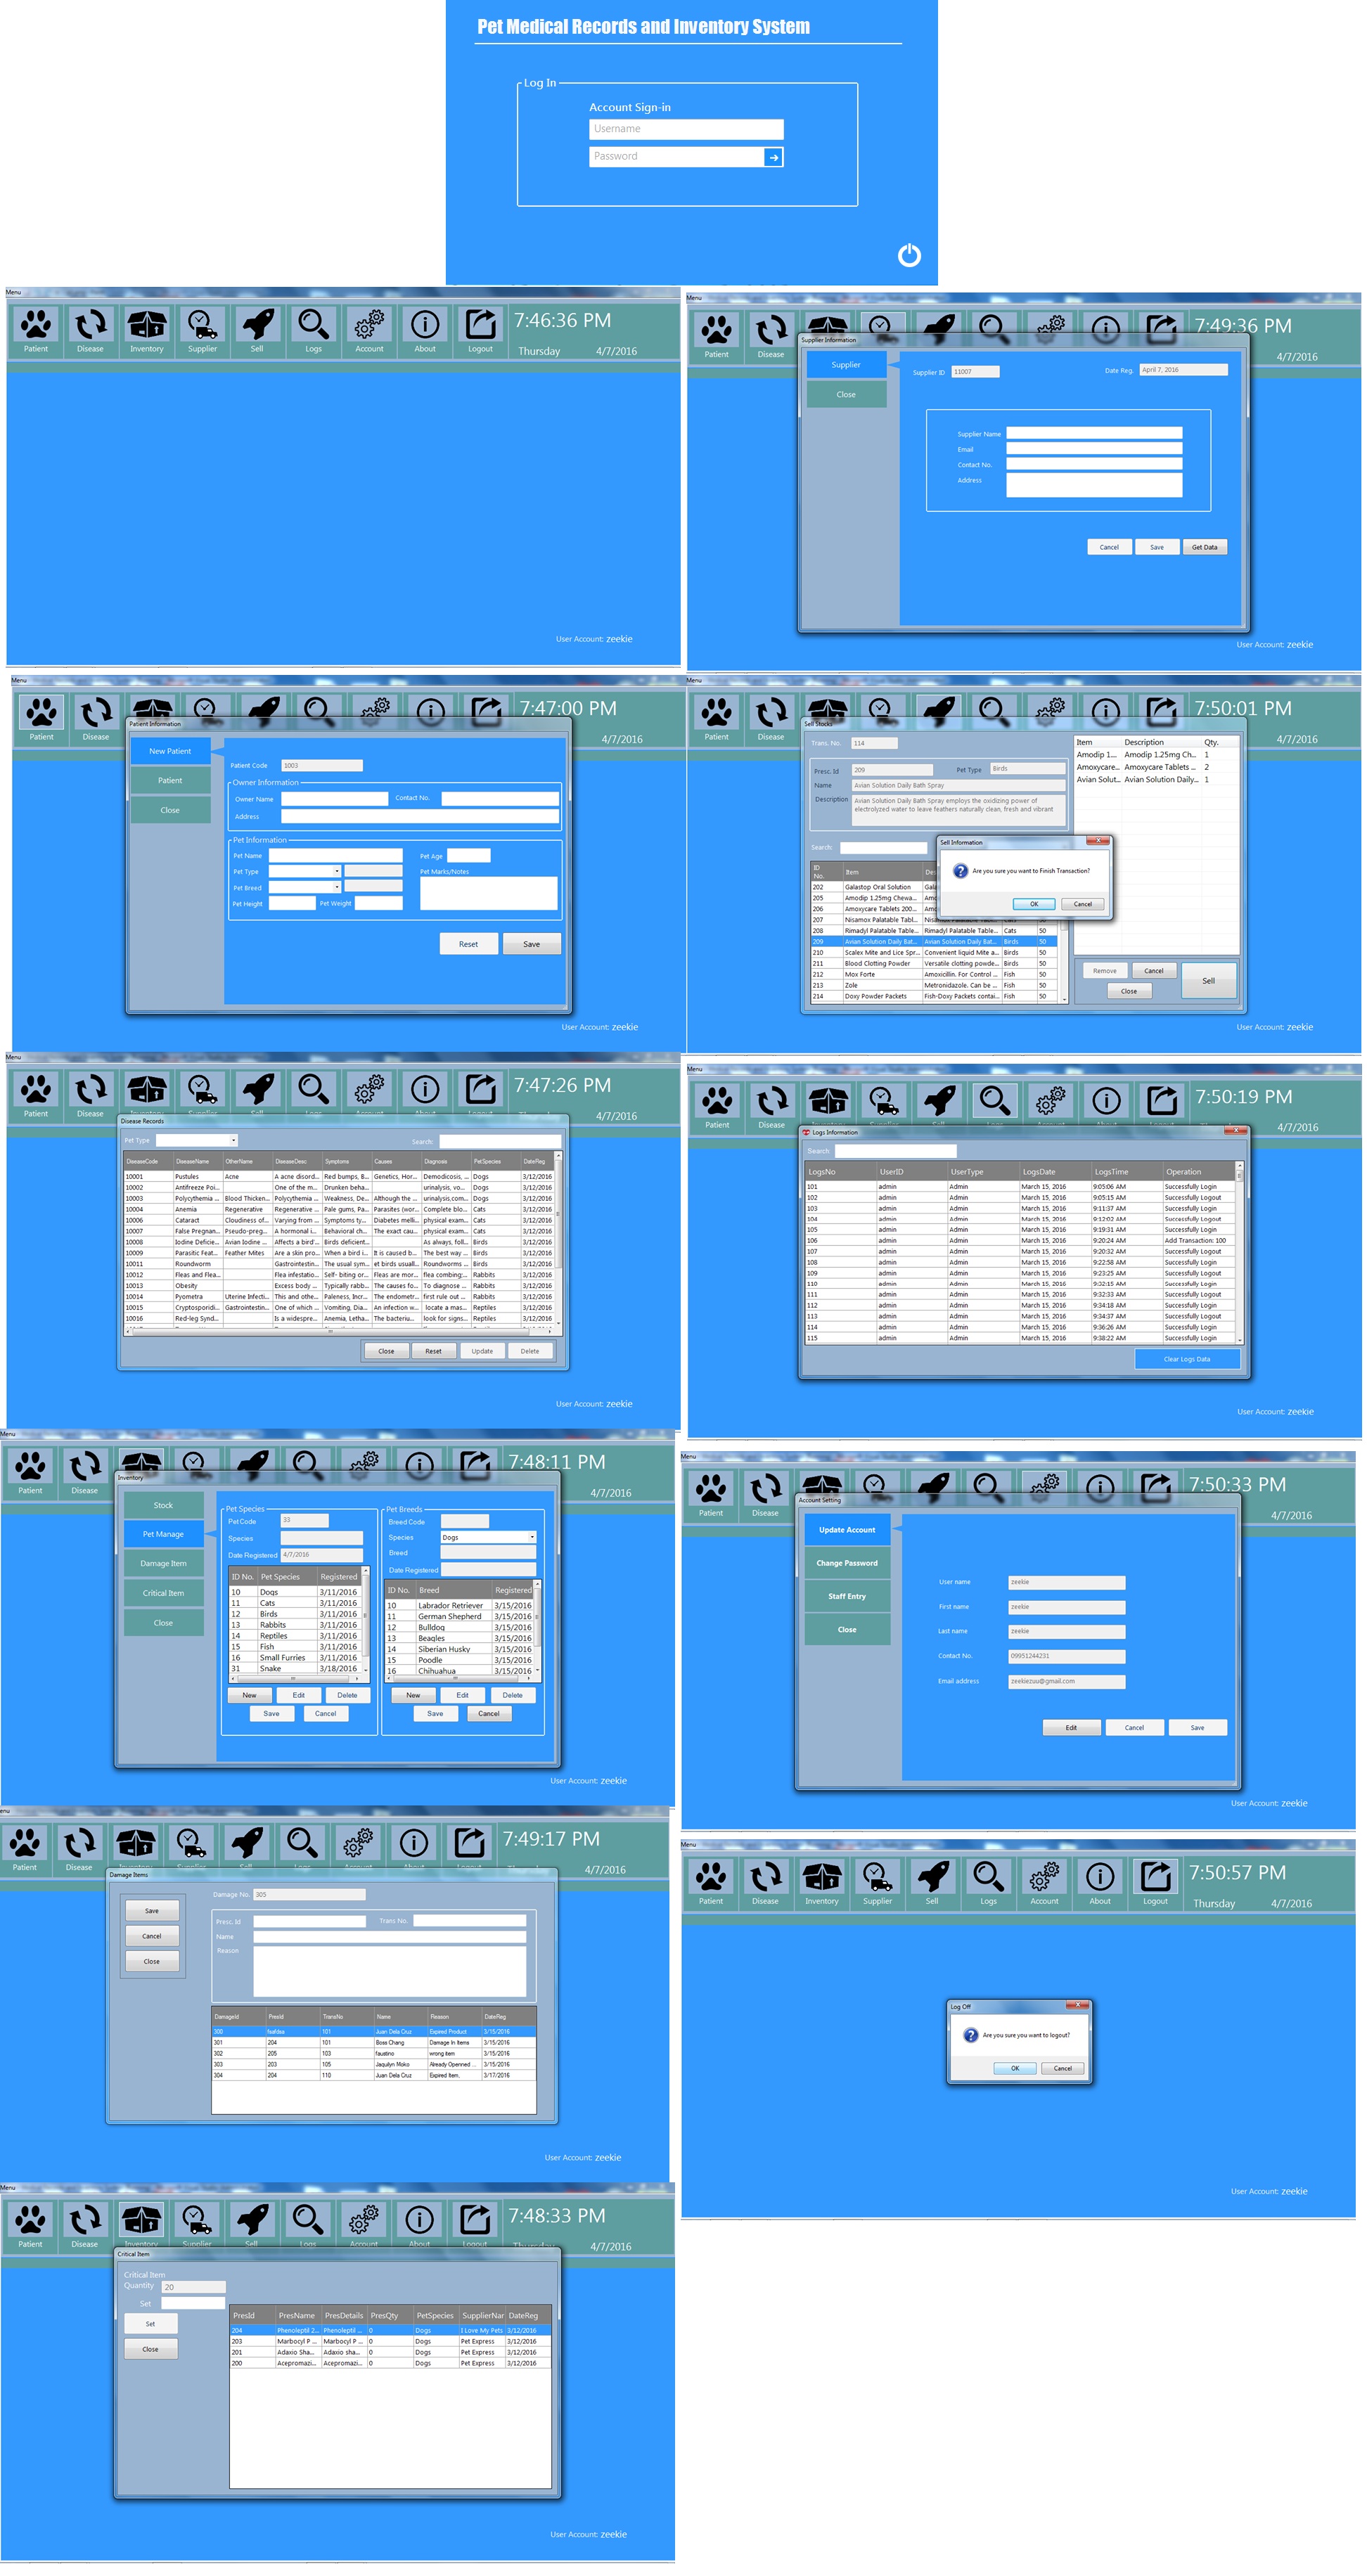 Pet Medical Records and Inventory System
Log In
Account Sign-in
Username
Password
Menu
Patient Disease Inventory Supplier Sell Logs Account About Logout
7:46:36 PM
Thursday 4/7/2016
User Account: zeekie
Menu
Patient Disease
7:49:36 PM
4/7/2016
Supplier Information
Supplier
Close
Supplier ID 11007
Date Reg. April 7, 2016
Supplier Name
Email
Contact No.
Address
Cancel Save Get Data
User Account: zeekie
Menu
Patient Disease
7:47:00 PM
4/7/2016
Patient Information
New Patient
Patient
Close
Patient Code 1003
Owner Information
Owner Name Contact No.
Address
Pet Information
Pet Name Pet Age
Pet Type Pet Marks/Notes
Pet Breed
Pet Height Pet Weight
Reset Save
User Account: zeekie
Menu
Patient Disease
7:50:01 PM
4/7/2016
Sell Stocks
Trans. No. 114
Presc. Id 209 Pet Type Birds
Name Avian Solution Daily Bath Spray
Description Avian Solution Daily Bath Spray employs the oxidizing power of
electrolyzed water to leave feathers naturally clean, fresh and vibrant
Search:
Item Description Qty.
Amodip 1.... Amodip 1.25mg Ch... 1
Amoxycare... Amoxycare Tablets ... 2
Avian Solut... Avian Solution Daily... 1
Sell Information
Are you sure you want to Finish Transaction?
OK Cancel
ID No. Item
202 Galastop Oral Solution
205 Amodip 1.25mg Chewa...
206 Amoxycare Tablets 200...
207 Nisamox Palatable Tabl... Nisamox Palatable Tabl... Cats 50
208 Rimadyl Palatable Table... Rimadyl Palatable Table... Cats 50
209 Avian Solution Daily Bat... Avian Solution Daily Bat... Birds 50
210 Scalex Mite and Lice Spr... Convenient liquid Mite a... Birds 50
211 Blood Clotting Powder Versatile clotting powde... Birds 50
212 Mox Forte Amoxicillin. For Control ... Fish 50
213 Zole Metronidazole. Can be ... Fish 50
214 Doxy Powder Packets Fish-Doxy Packets contai... Fish 50
Remove Cancel
Close
Sell
User Account: zeekie
Menu
Patient Disease
7:47:26 PM
4/7/2016
Disease Records
Pet Type Search:
DiseaseCode DiseaseName OtherName DiseaseDesc Symptoms Causes Diagnosis PetSpecies DateReg
10001 Pustules Acne A acne disord... Red bumps, B... Genetics, Hor... Demodicosis, ... Dogs 3/12/2016
10002 Antifreeze Poi... One of the m... Drunken beha... urinalysis, vo... Dogs 3/12/2016
10003 Polycythemia ... Blood Thicken... Polycythemia ... Weakness, De... Although the ... urinalysis,com... Dogs 3/12/2016
10004 Anemia Regenerative Regenerative ... Pale gums, Pa... Parasites (wor... Complete blo... Cats 3/12/2016
10006 Cataract Cloudiness of... Varying from ... Symptoms ty... Diabetes melli... physical exam... Cats 3/12/2016
10007 False Pregnan... Pseudo-preg... A hormonal i... Behavioral ch... The exact cau... physical exam... Cats 3/12/2016
10008 Iodine Deficie... Avian Iodine ... Affects a bird'... Birds deficient... As always, foll... Birds 3/12/2016
10009 Parasitic Feat... Feather Mites Are a skin pro... When a bird i... It is caused b... The best way ... Birds 3/12/2016
10011 Roundworm Gastrointestin... The usual sym... et birds usuall... Roundworms ... Birds 3/12/2016
10012 Fleas and Flea... Flea infestatio... Self- biting or... Fleas are mor... flea combing;... Rabbits 3/12/2016
10013 Obesity Excess body ... Typically rabb... The causes fo... To diagnose ... Rabbits 3/12/2016
10014 Pyometra Uterine Infecti... This and othe... Paleness, Incr... The endometr... first rule out ... Rabbits 3/12/2016
10015 Cryptosporidi... Gastrointestin... One of which ... Vomiting, Dia... An infection w... locate a mas... Reptiles 3/12/2016
10016 Red-leg Synd... Is a widespre... Anemia, Letha... The bacteriu... look for signs... Reptiles 3/12/2016
Close Reset Update Delete
User Account: zeekie
Menu
Patient Disease
7:50:19 PM
4/7/2016
Logs Information
Search:
LogsNo UserID UserType LogsDate LogsTime Operation
101 admin Admin March 15, 2016 9:05:06 AM Successfully Login
102 admin Admin March 15, 2016 9:05:15 AM Successfully Logout
103 admin Admin March 15, 2016 9:11:37 AM Successfully Login
104 admin Admin March 15, 2016 9:12:02 AM Successfully Logout
105 admin Admin March 15, 2016 9:19:31 AM Successfully Login
106 admin Admin March 15, 2016 9:20:24 AM Add Transaction: 100
107 admin Admin March 15, 2016 9:20:32 AM Successfully Logout
108 admin Admin March 15, 2016 9:22:58 AM Successfully Login
109 admin Admin March 15, 2016 9:23:25 AM Successfully Logout
110 admin Admin March 15, 2016 9:32:15 AM Successfully Login
111 admin Admin March 15, 2016 9:32:33 AM Successfully Logout
112 admin Admin March 15, 2016 9:34:18 AM Successfully Login
113 admin Admin March 15, 2016 9:34:37 AM Successfully Logout
114 admin Admin March 15, 2016 9:36:26 AM Successfully Login
115 admin Admin March 15, 2016 9:38:22 AM Successfully Login
Clear Logs Data
User Account: zeekie
Menu
Patient Disease
7:48:11 PM
4/7/2016
Inventory
Stock
Pet Manage
Damage Item
Critical Item
Close
Pet Species
Pet Code 33
Species
Date Registered 4/7/2016
ID No. Pet Species Registered
10 Dogs 3/11/2016
11 Cats 3/11/2016
12 Birds 3/11/2016
13 Rabbits 3/11/2016
14 Reptiles 3/11/2016
15 Fish 3/11/2016
16 Small Furries 3/11/2016
31 Snake 3/18/2016
New Edit Delete
Save Cancel
Pet Breeds
Breed Code
Species Dogs
Breed
Date Registered
ID No. Breed Registered
10 Labrador Retriever 3/15/2016
11 German Shepherd 3/15/2016
12 Bulldog 3/15/2016
13 Beagles 3/15/2016
14 Siberian Husky 3/15/2016
15 Poodle 3/15/2016
16 Chihuahua 3/15/2016
New Edit Delete
Save Cancel
User Account: zeekie
Menu
Patient Disease
7:50:33 PM
4/7/2016
Account Setting
Update Account
Change Password
Staff Entry
Close
User name zeekie
First name zeekie
Last name zeekie
Contact No. 09951244231
Email address zeekiezuu@gmail.com
Edit Cancel Save
User Account: zeekie
enu
Patient Disease
7:49:17 PM
4/7/2016
Damage Items
Save
Cancel
Close
Damage No. 305
Presc. Id Trans No.
Name
Reason
DamageId PresId TransNo Name Reason DateReg
300 hsafdsa 101 Juan Dela Cruz Expired Product 3/15/2016
301 204 101 Boss Chang Damage In Items 3/15/2016
302 205 103 faustino wrong item 3/15/2016
303 203 105 Jaquilyn Moko Already Openned ... 3/15/2016
304 204 110 Juan Dela Cruz Expired Item. 3/17/2016
User Account: zeekie
Menu
Patient Disease Inventory Supplier Sell Logs Account About Logout
7:50:57 PM
Thursday 4/7/2016
Log Off
Are you sure you want to logout?
OK Cancel
User Account: zeekie
Menu
Patient Disease Inventory Supplier Sell Logs Account About Logout
7:48:33 PM
4/7/2016
Critical Item
Critical Item
Quantity 20
Set
Set
Close
PresId PresName PresDetails PresQty PetSpecies SupplierNar DateReg
204 Phenoleptil 2... Phenoleptil ... 0 Dogs I Love My Pets 3/12/2016
203 Marbocyl P ... Marbocyl P ... 0 Dogs Pet Express 3/12/2016
201 Adaxio Sha... Adaxio sha... 0 Dogs Pet Express 3/12/2016
200 Acepromazi... Acepromazi... 0 Dogs Pet Express 3/12/2016
User Account: zeekie